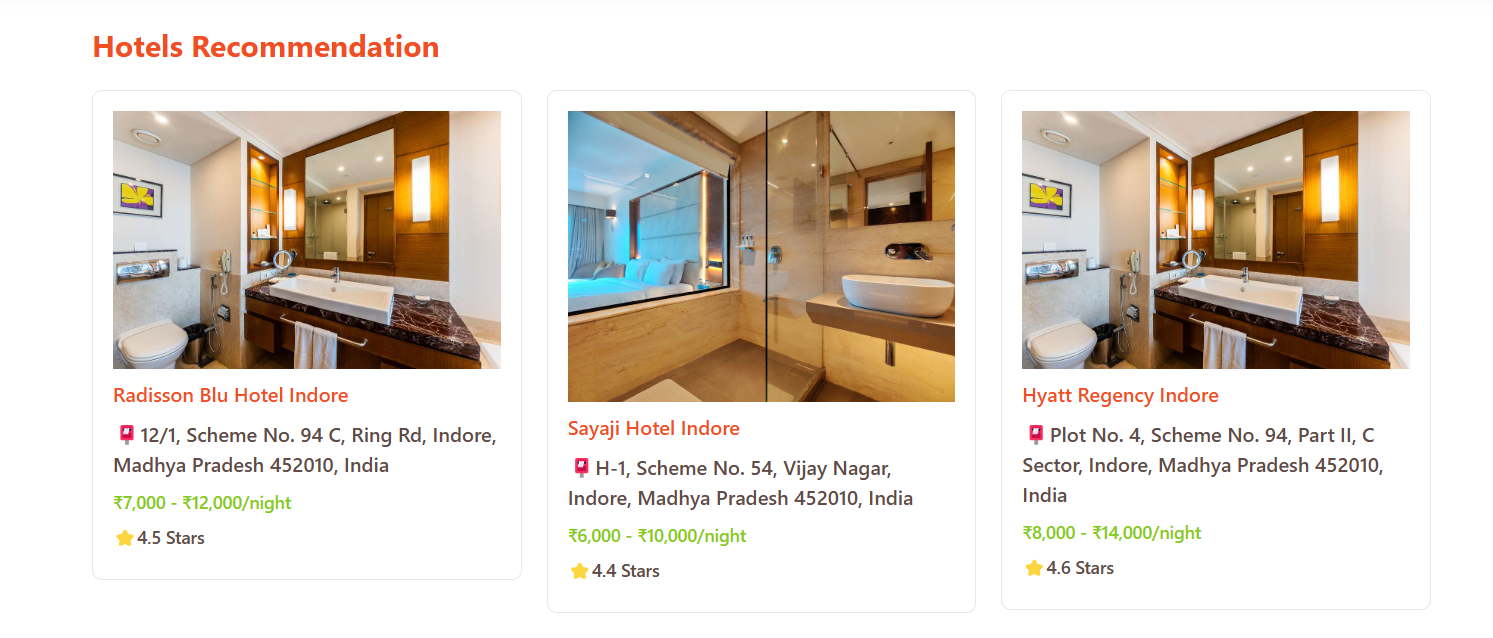 Hotels Recommendation
Radisson Blu Hotel Indore
12/1, Scheme No. 94 C, Ring Rd, Indore,
Madhya Pradesh 452010, India
₹7,000 - ₹12,000/night
4.5 Stars
Sayaji Hotel Indore
H-1, Scheme No. 54, Vijay Nagar,
Indore, Madhya Pradesh 452010, India
₹6,000 - ₹10,000/night
4.4 Stars
Hyatt Regency Indore
Plot No. 4, Scheme No. 94, Part II, C
Sector, Indore, Madhya Pradesh 452010,
India
₹8,000 - ₹14,000/night
4.6 Stars